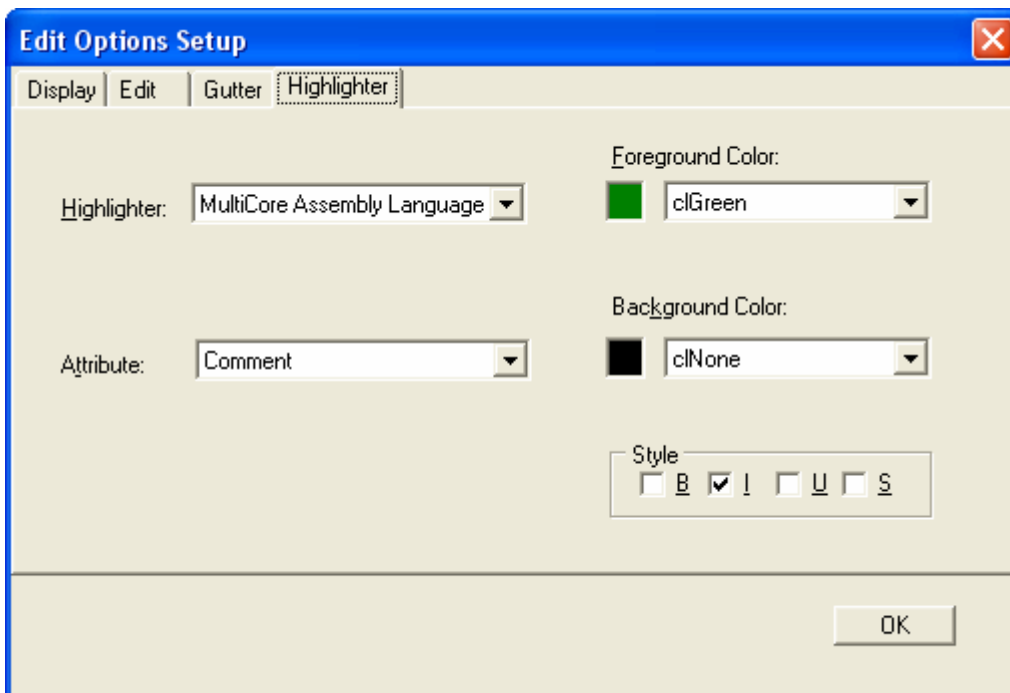 Edit Options Setup
Display Edit Gutter Highlighter
Foreground Color:
Highlighter: MultiCore Assembly Language clGreen
Background Color:
Attribute: Comment clNone
Style
B I U S
OK